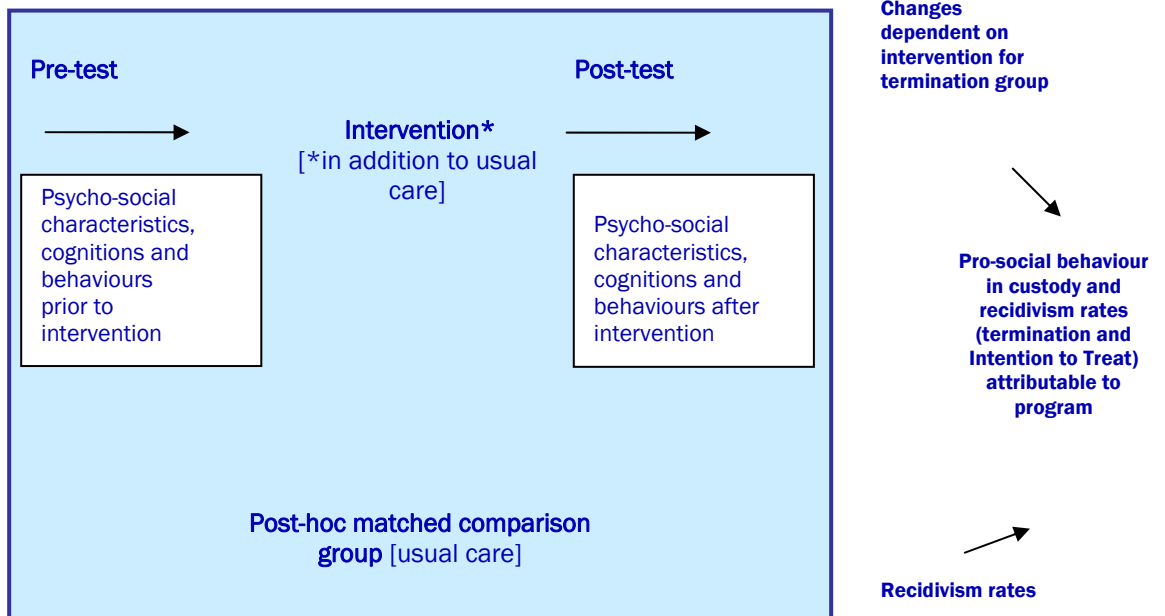 Changes
dependent on
intervention for
termination group
Pre-test
Post-test
Intervention*
[*in addition to usual
care]
Psycho-social
characteristics,
cognitions and
behaviours
prior to
intervention
Psycho-social
characteristics,
cognitions and
behaviours after
intervention
Pro-social behaviour
in custody and
recidivism rates
(termination and
Intention to Treat)
attributable to
program
Post-hoc matched comparison
group [usual care]
Recidivism rates